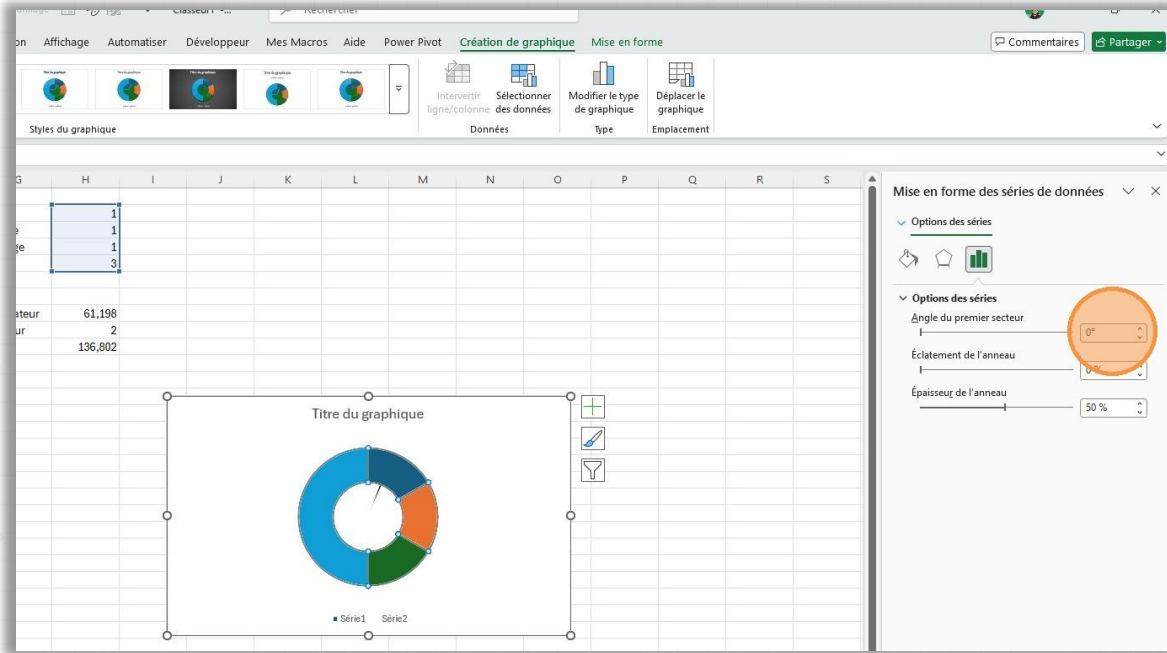 Classeur1 -...
Rechercher
on Affichage Automatiser Développeur Mes Macros Aide Power Pivot Création de graphique Mise en forme
Commentaires Partager
Intervertir ligne/colonne
Sélectionner des données
Modifier le type de graphique
Déplacer le graphique
Styles du graphique
Données
Type
Emplacement
G H I J K L M N O P Q R S
1
e 1
ge 1
3
ateur 61,198
ur 2
136,802
Titre du graphique
Série1 Série2
Mise en forme des séries de données
Options des séries
Options des séries
Angle du premier secteur
0°
Éclatement de l'anneau
0 %
Épaisseur de l'anneau
50 %